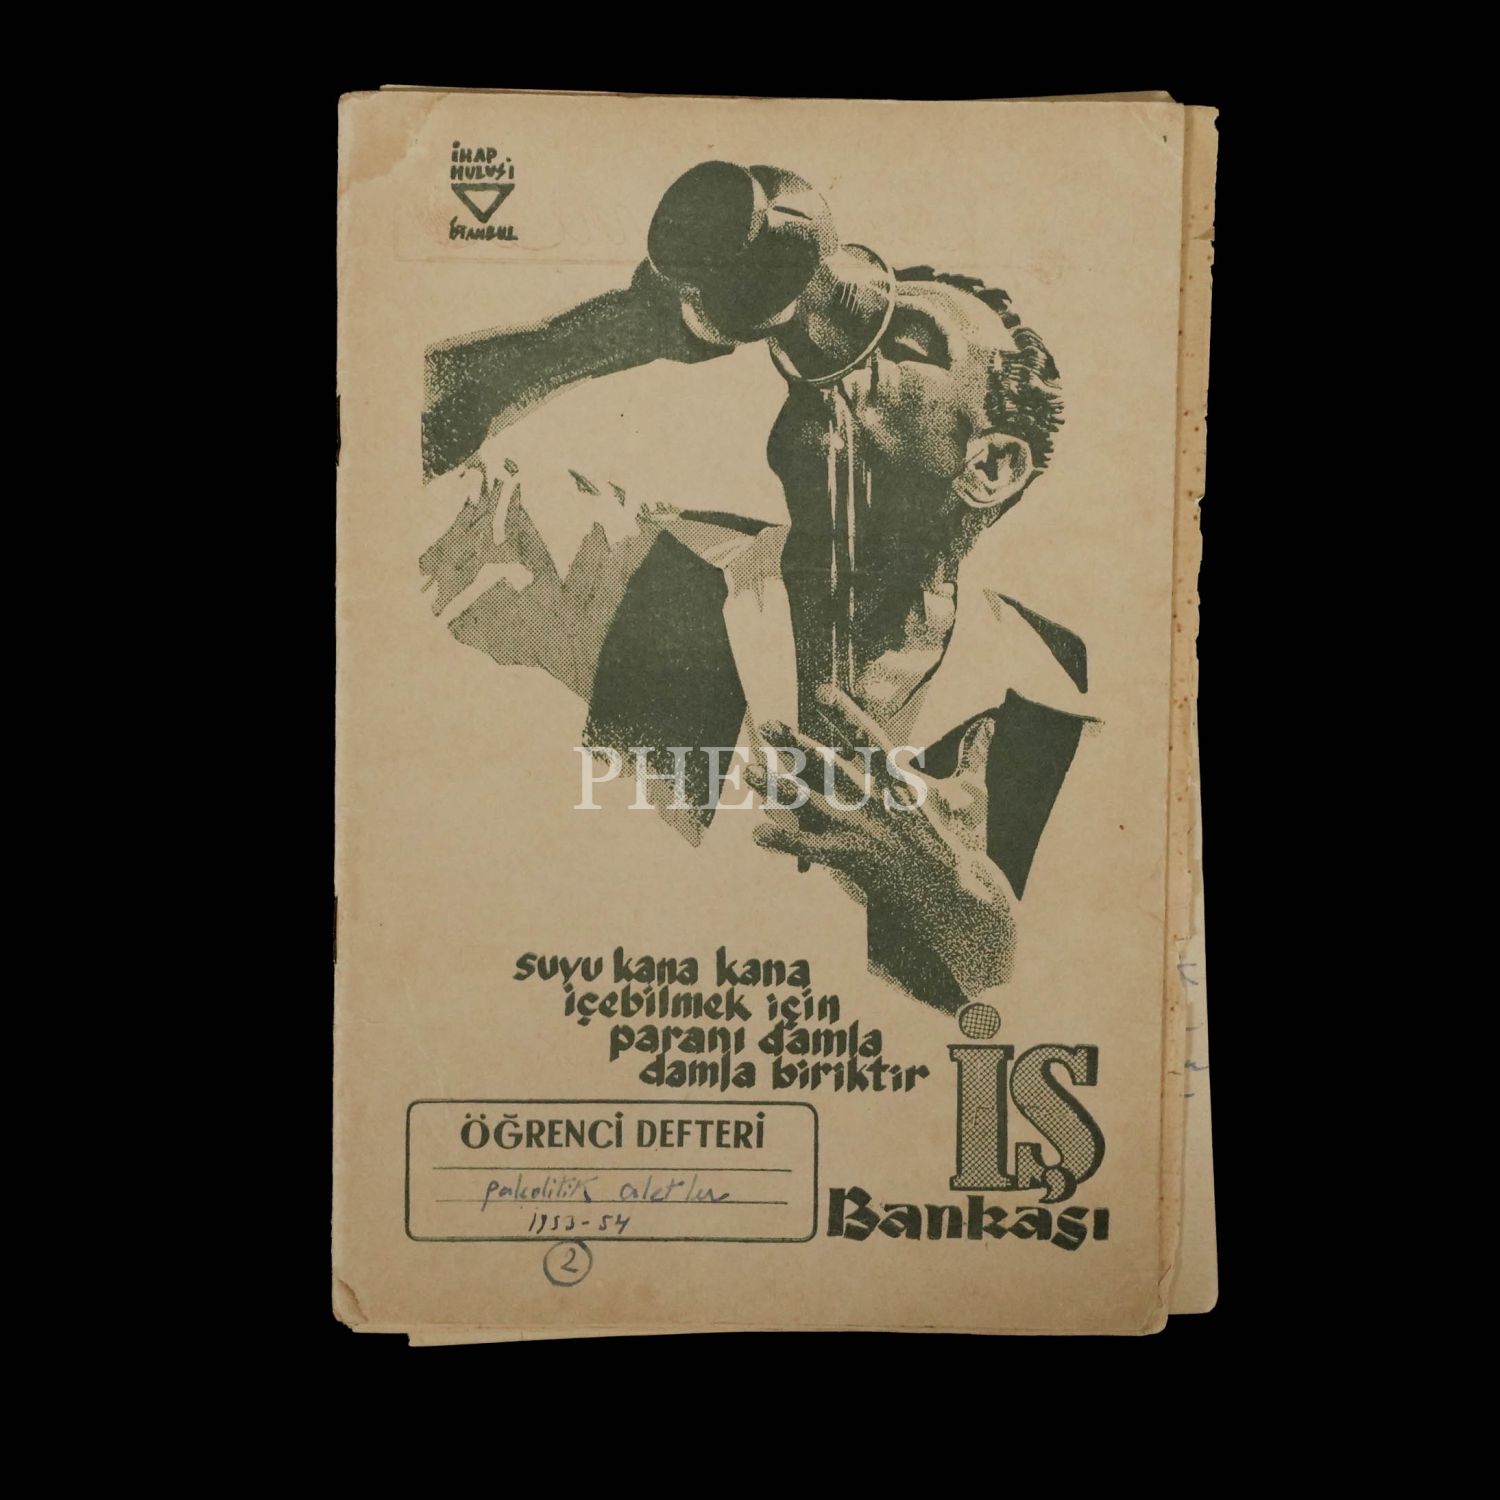 İHAP
HULUSİ
İSTANBUL
PHEBUS
suyu kana kana
içebilmek için
paranı damla
damla biriktir
İŞ
Bankası
ÖĞRENCİ DEFTERİ
paleolitik aletler
1953-54
2